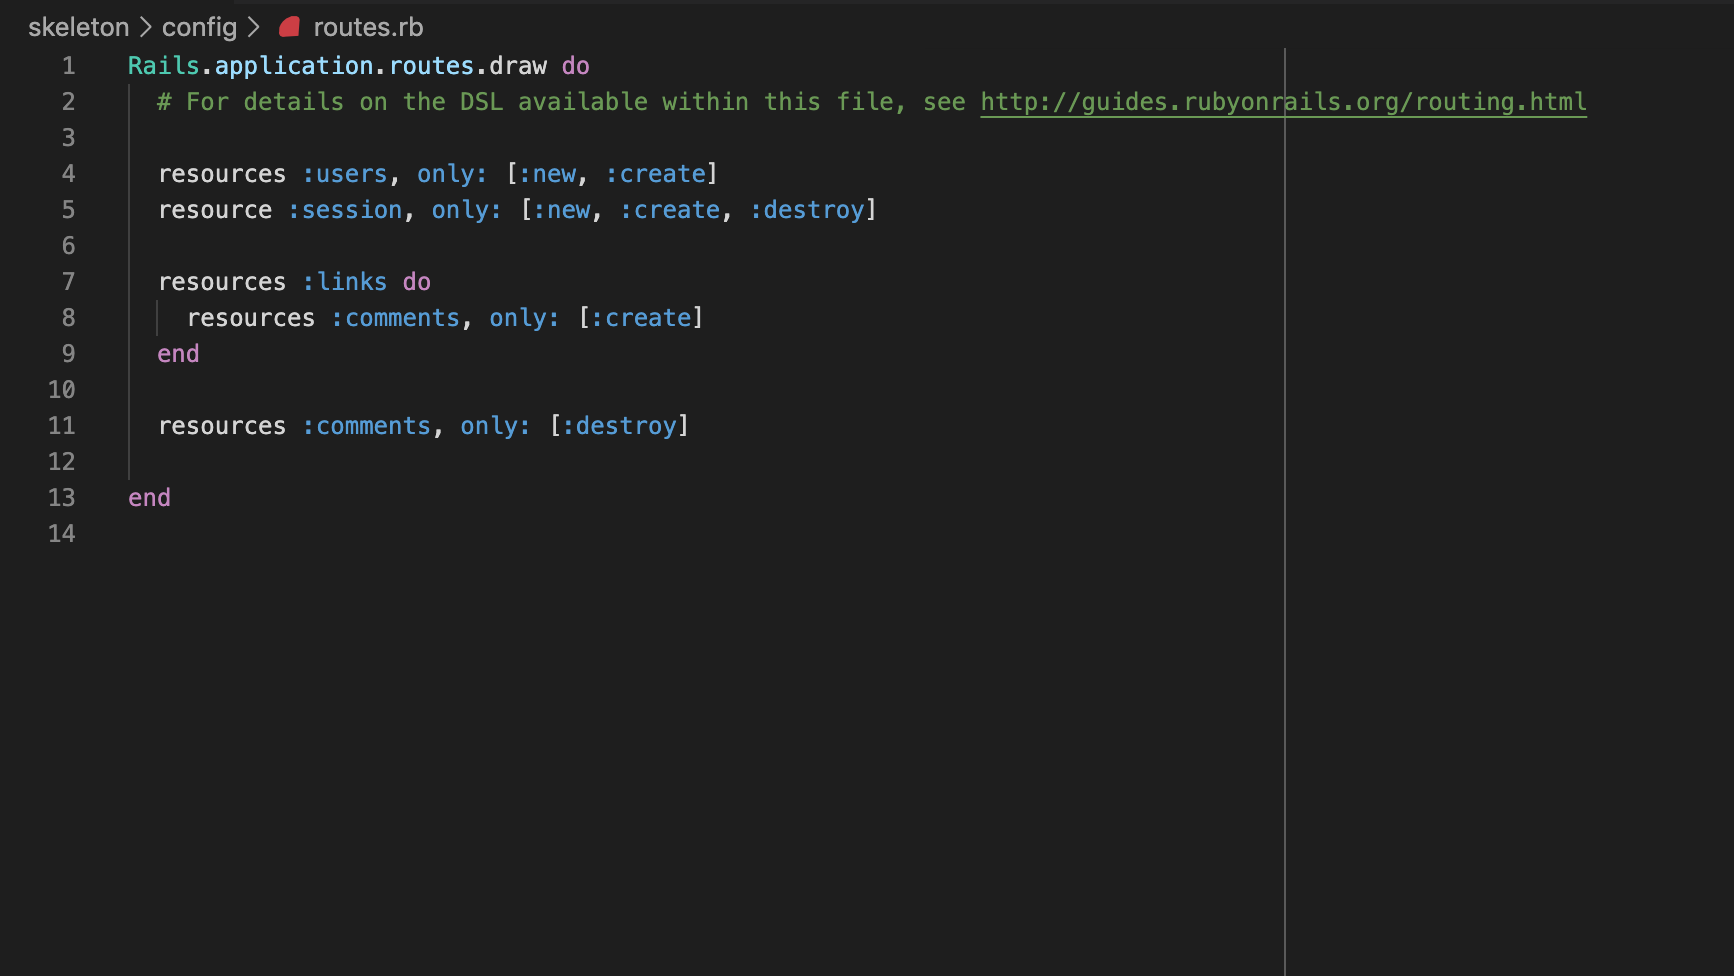 skeleton > config > routes.rb
1 Rails.application.routes.draw do
2 # For details on the DSL available within this file, see http://guides.rubyonrails.org/routing.html
3
4 resources :users, only: [:new, :create]
5 resource :session, only: [:new, :create, :destroy]
6
7 resources :links do
8 resources :comments, only: [:create]
9 end
10
11 resources :comments, only: [:destroy]
12
13 end
14